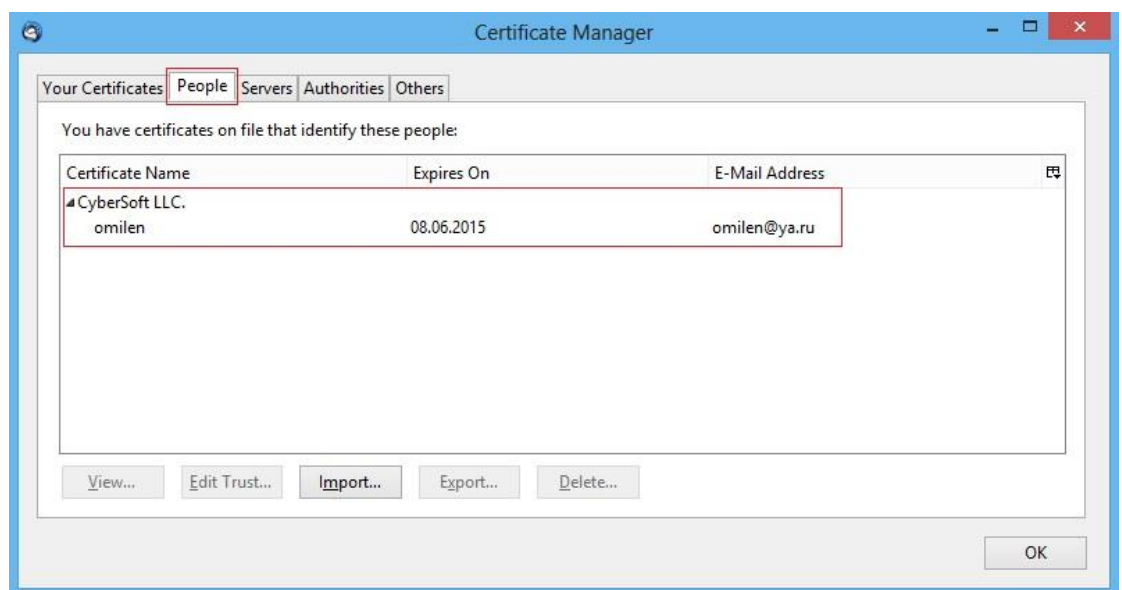 Certificate Manager
Your Certificates People Servers Authorities Others
You have certificates on file that identify these people:
Certificate Name Expires On E-Mail Address
CyberSoft LLC.
omilen 08.06.2015 omilen@ya.ru
View... Edit Trust... Import... Export... Delete...
OK